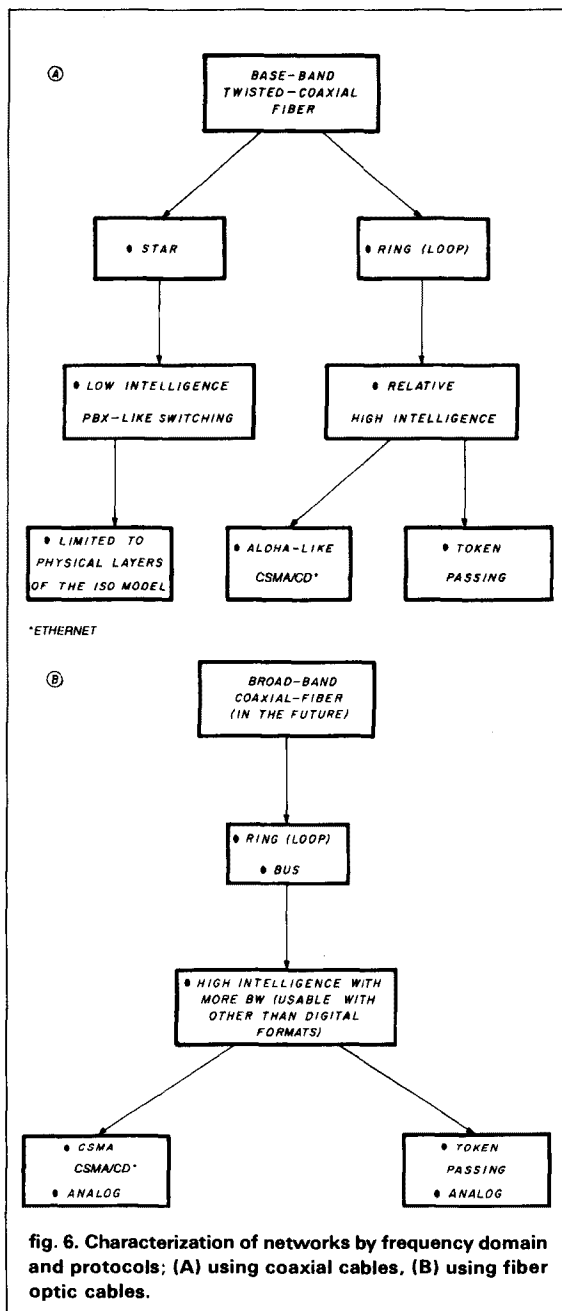 Ⓐ
BASE-BAND
TWISTED-COAXIAL
FIBER
• STAR
• RING (LOOP)
• LOW INTELLIGENCE
PBX-LIKE SWITCHING
• RELATIVE
HIGH INTELLIGENCE
• LIMITED TO
PHYSICAL LAYERS
OF THE ISO MODEL
• ALOHA-LIKE
CSMA/CD*
• TOKEN
PASSING
*ETHERNET
Ⓑ
BROAD-BAND
COAXIAL-FIBER
(IN THE FUTURE)
• RING (LOOP)
• BUS
• HIGH INTELLIGENCE WITH
MORE BW (USABLE WITH
OTHER THAN DIGITAL
FORMATS)
• CSMA
CSMA/CD*
• ANALOG
• TOKEN
PASSING
• ANALOG
fig. 6. Characterization of networks by frequency domain
and protocols; (A) using coaxial cables, (B) using fiber
optic cables.